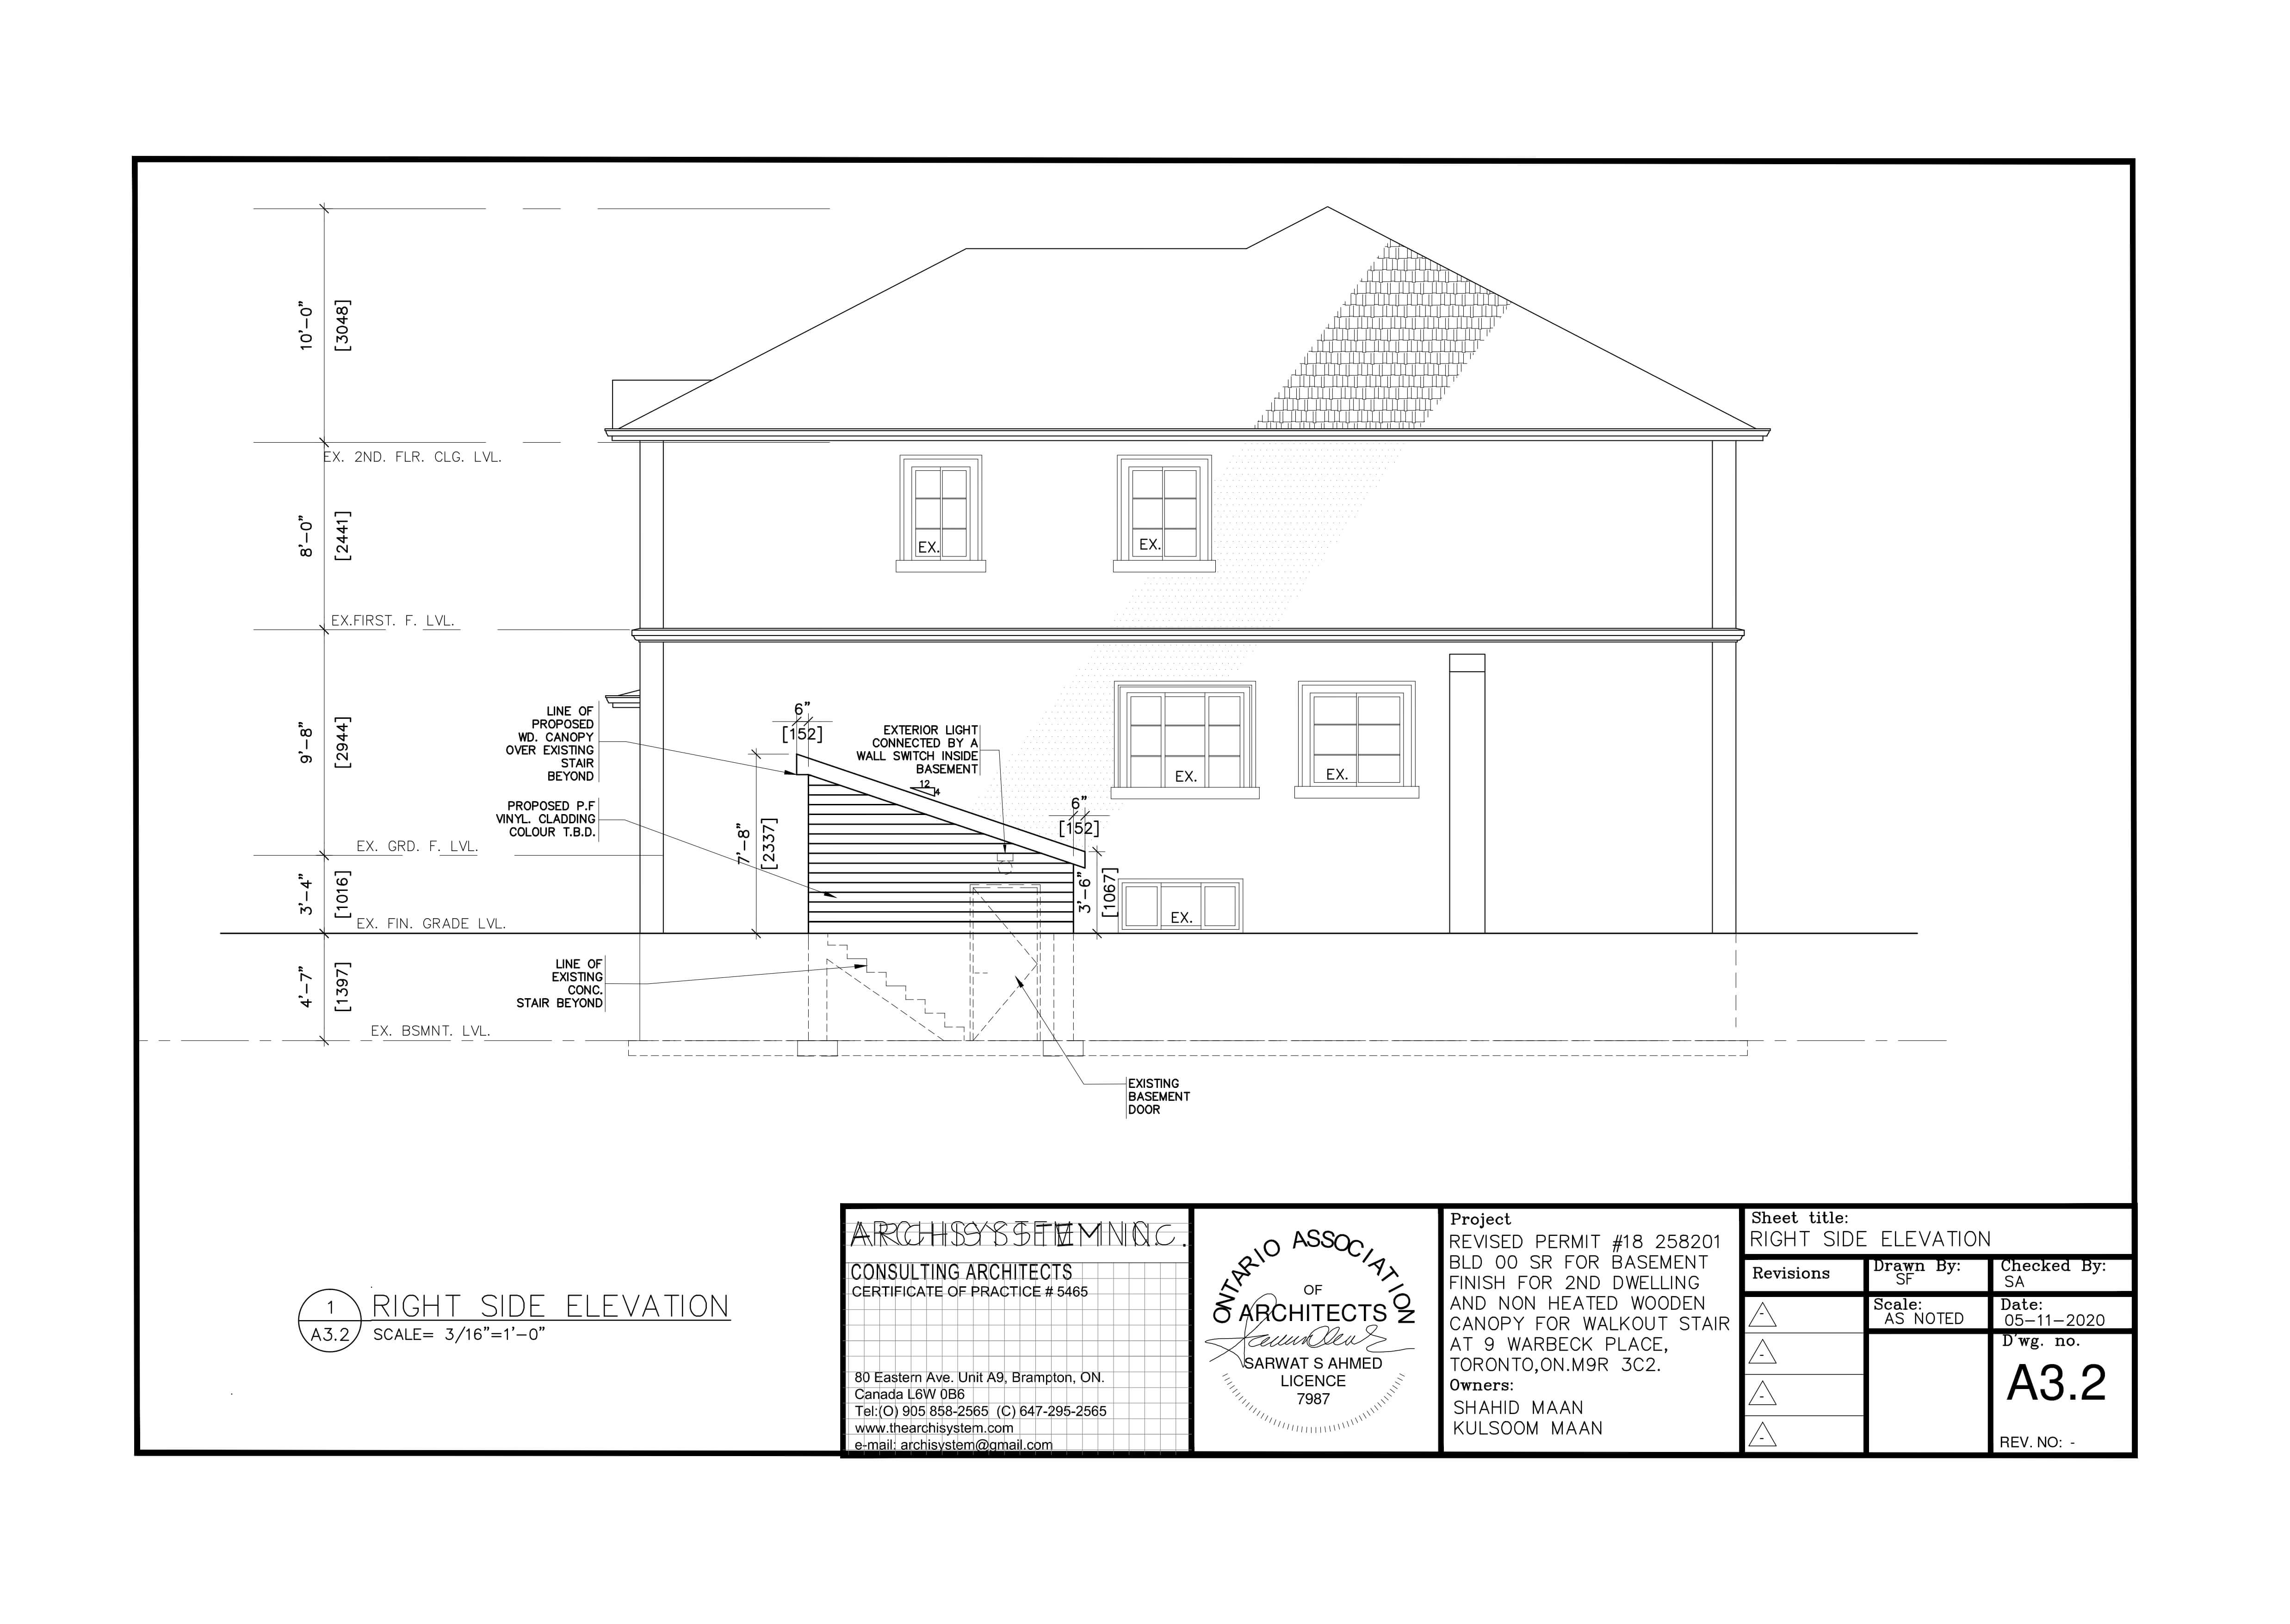 10'-0"
[3048]
EX. 2ND. FLR. CLG. LVL.
8'-0"
[2441]
EX.
EX.
EX.FIRST. F. LVL.
9'-8"
[2944]
LINE OF
PROPOSED
WD. CANOPY
OVER EXISTING
STAIR
BEYOND
6"
[152]
EXTERIOR LIGHT
CONNECTED BY A
WALL SWITCH INSIDE
BASEMENT
12
4
EX.
EX.
PROPOSED P.F
VINYL. CLADDING
COLOUR T.B.D.
7'-8"
[2337]
6"
[152]
EX. GRD. F. LVL.
3'-4"
[1016]
3'-6"
[1067]
EX.
EX. FIN. GRADE LVL.
4'-7"
[1397]
LINE OF
EXISTING
CONC.
STAIR BEYOND
EX. BSMNT. LVL.
EXISTING
BASEMENT
DOOR
1
A3.2
RIGHT SIDE ELEVATION
SCALE= 3/16"=1'-0"
CONSULTING ARCHITECTS
CERTIFICATE OF PRACTICE # 5465
80 Eastern Ave. Unit A9, Brampton, ON.
Canada L6W 0B6
Tel:(O) 905 858-2565 (C) 647-295-2565
www.thearchisystem.com
e-mail: archisystem@gmail.com
ONTARIO ASSOCIATION
OF
ARCHITECTS
SARWAT S AHMED
LICENCE
7987
Project
REVISED PERMIT #18 258201
BLD 00 SR FOR BASEMENT
FINISH FOR 2ND DWELLING
AND NON HEATED WOODEN
CANOPY FOR WALKOUT STAIR
AT 9 WARBECK PLACE,
TORONTO,ON.M9R 3C2.
Owners:
SHAHID MAAN
KULSOOM MAAN
Sheet title:
RIGHT SIDE ELEVATION
Revisions
-
-
-
-
Drawn By:
SF
Checked By:
SA
Scale:
AS NOTED
Date:
05-11-2020
D'wg. no.
A3.2
REV. NO: -